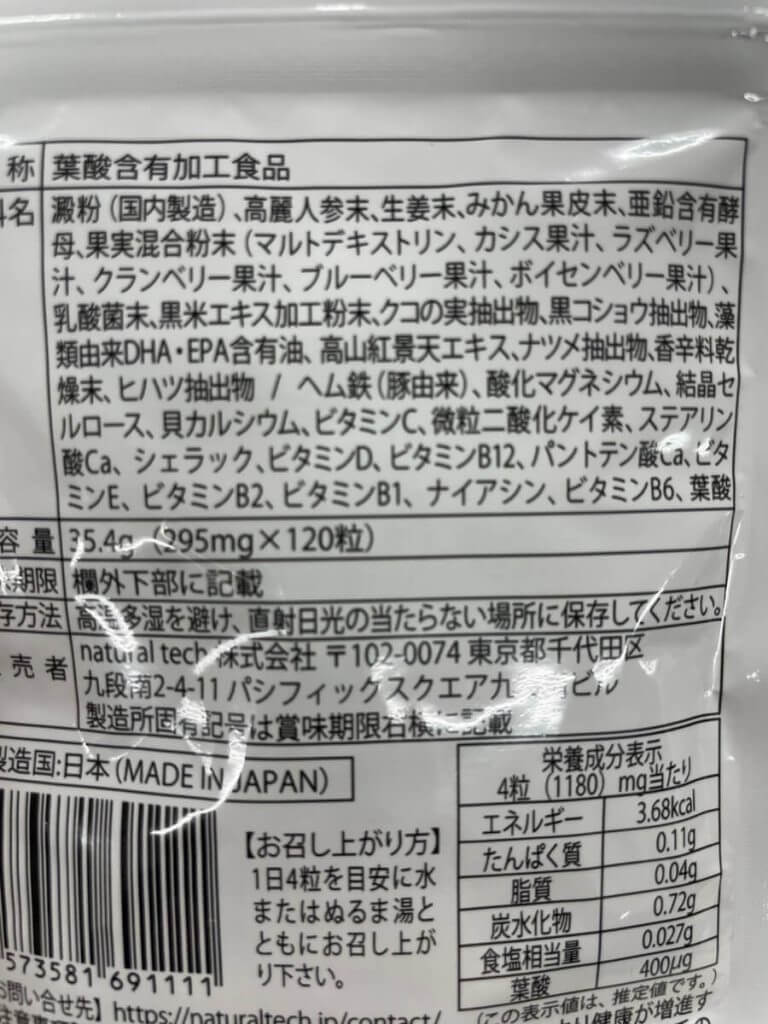 称 葉酸含有加工食品
名 澱粉（国内製造）、高麗人参末、生姜末、みかん果皮末、亜鉛含有酵
母、果実混合粉末（マルトデキストリン、カシス果汁、ラズベリー果
汁、クランベリー果汁、ブルーベリー果汁、ボイセンベリー果汁）、
乳酸菌末、黒米エキス加工粉末、クコの実抽出物、黒コショウ抽出物、藻
類由来DHA・EPA含有油、高山紅景天エキス、ナツメ抽出物、香辛料乾
燥末、ヒハツ抽出物 / ヘム鉄（豚由来）、酸化マグネシウム、結晶セ
ルロース、貝カルシウム、ビタミンC、微粒二酸化ケイ素、ステアリン
酸Ca、シェラック、ビタミンD、ビタミンB12、パントテン酸Ca、ビタ
ミンE、ビタミンB2、ビタミンB1、ナイアシン、ビタミンB6、葉酸
容量 35.4g（295mg×120粒）
期限 欄外下部に記載
存方法 高温多湿を避け、直射日光の当たらない場所に保存してください。
売者 natural tech 株式会社 〒102-0074 東京都千代田区
九段南2-4-11 パシフィックスクエア九 ビル
製造所固有記号は賞味期限右横に記載
製造国:日本（MADE IN JAPAN）
栄養成分表示
4粒（1180）mg当たり
エネルギー 3.68kcal
たんぱく質 0.11g
脂質 0.04g
炭水化物 0.72g
食塩相当量 0.027g
葉酸 400μg
（この表示値は、推定値です。）
【お召し上がり方】
1日4粒を目安に水
またはぬるま湯と
ともにお召し上が
り下さい。
573581 691111
お問い合せ先】https://naturaltech.jp/contact/
より健康が増進す